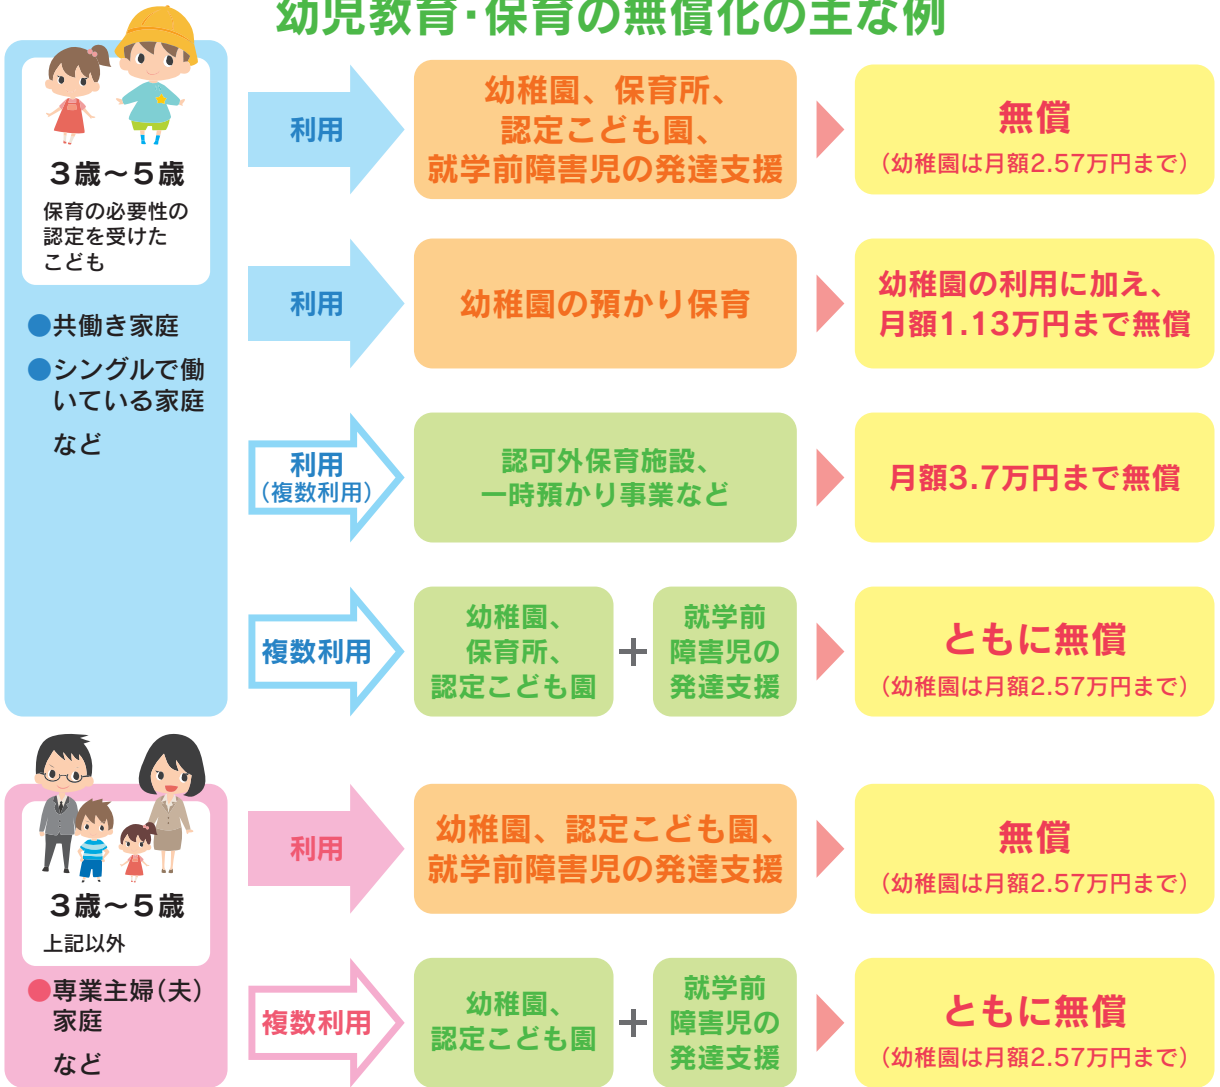 幼児教育・保育の無償化の主な例
3歳〜5歳
保育の必要性の
認定を受けた
こども
●共働き家庭
●シングルで働
いている家庭
など
利用
幼稚園、保育所、
認定こども園、
就学前障害児の発達支援
無償
（幼稚園は月額2.57万円まで）
利用
幼稚園の預かり保育
幼稚園の利用に加え、
月額1.13万円まで無償
利用
（複数利用）
認可外保育施設、
一時預かり事業など
月額3.7万円まで無償
複数利用
幼稚園、
保育所、
認定こども園
＋
就学前
障害児の
発達支援
ともに無償
（幼稚園は月額2.57万円まで）
3歳〜5歳
上記以外
●専業主婦（夫）
家庭
など
利用
幼稚園、認定こども園、
就学前障害児の発達支援
無償
（幼稚園は月額2.57万円まで）
複数利用
幼稚園、
認定こども園
＋
就学前
障害児の
発達支援
ともに無償
（幼稚園は月額2.57万円まで）